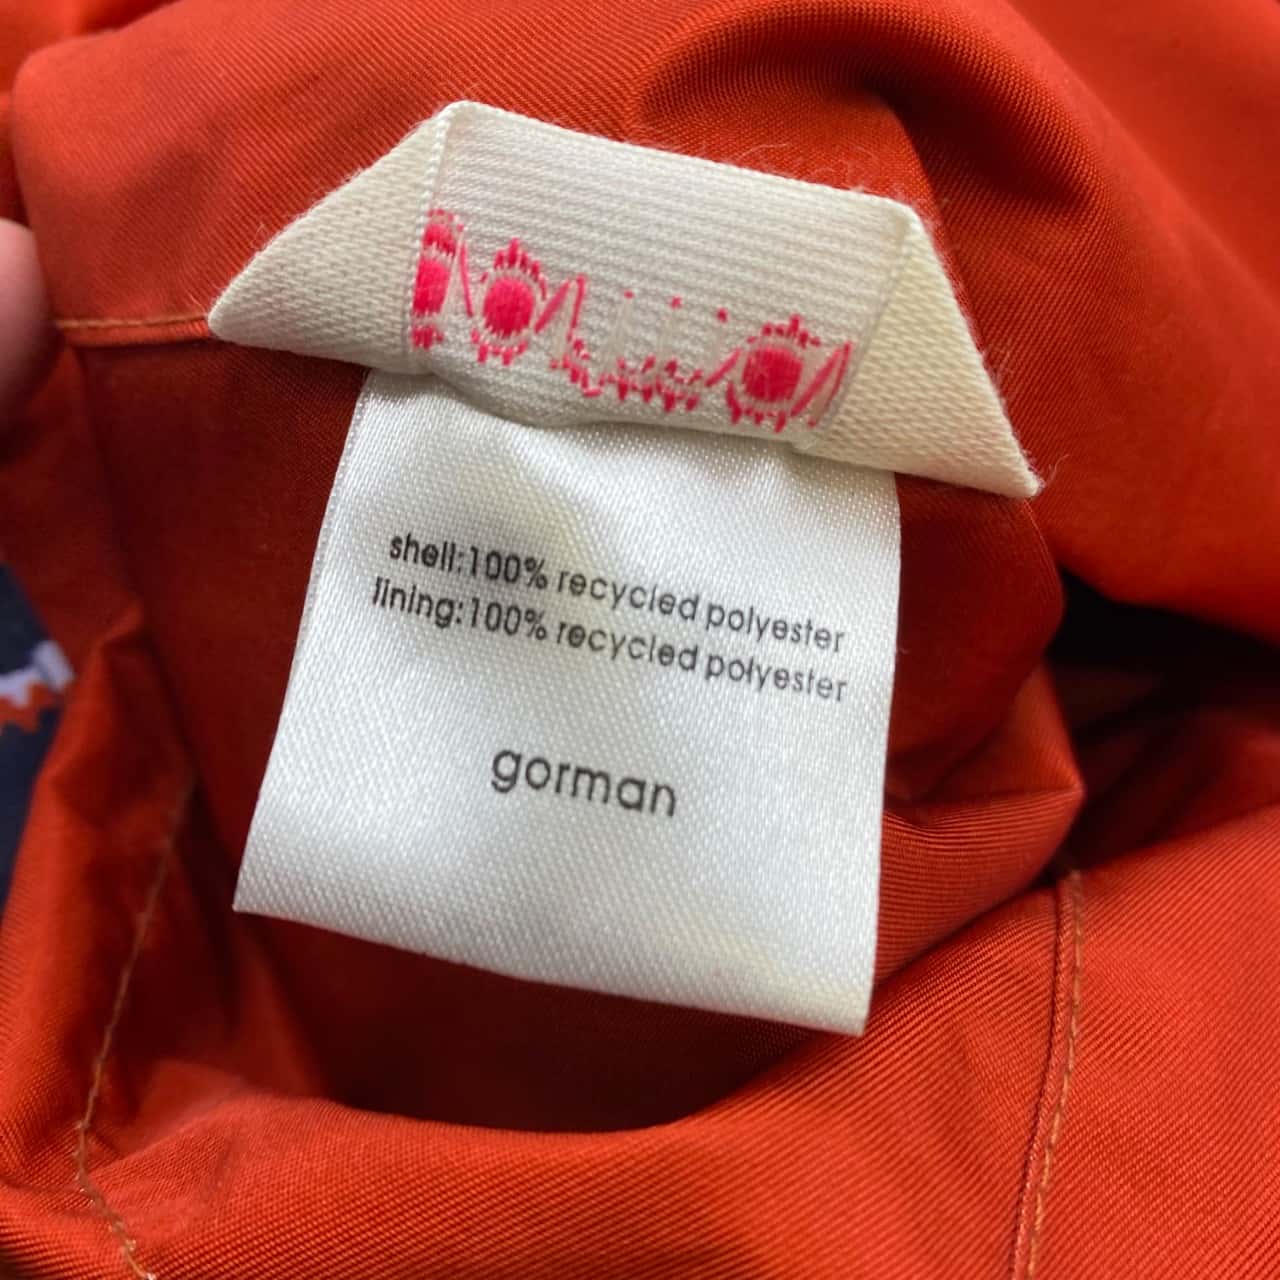 shell:100% recycled polyester
lining:100% recycled polyester
gorman